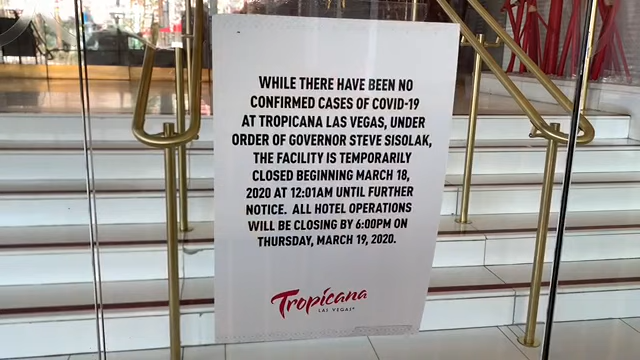 WHILE THERE HAVE BEEN NO
CONFIRMED CASES OF COVID-19
AT TROPICANA LAS VEGAS, UNDER
ORDER OF GOVERNOR STEVE SISOLAK,
THE FACILITY IS TEMPORARILY
CLOSED BEGINNING MARCH 18,
2020 AT 12:01AM UNTIL FURTHER
NOTICE. ALL HOTEL OPERATIONS
WILL BE CLOSING BY 6:00PM ON
THURSDAY, MARCH 19, 2020.
Tropicana
LAS VEGAS